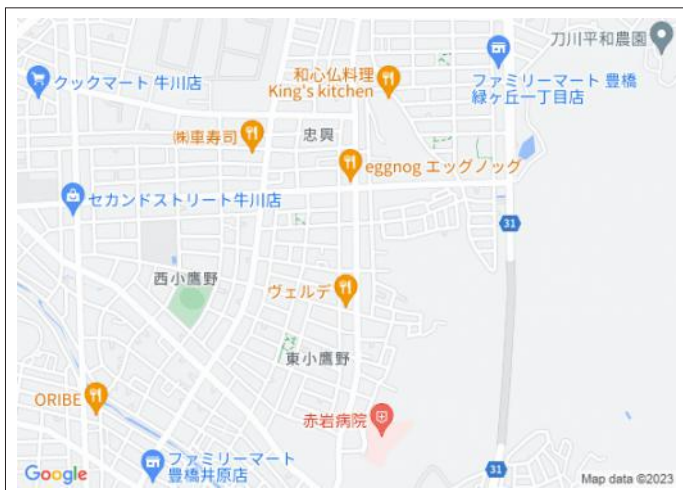 刀川平和農園
クックマート 牛川店
和心仏料理
King's kitchen
ファミリーマート 豊橋
緑ヶ丘一丁目店
㈱車寿司
忠興
eggnog エッグノッグ
セカンドストリート牛川店
31
西小鷹野
ヴェルデ
東小鷹野
ORIBE
赤岩病院
ファミリーマート
豊橋井原店
31
Google
Map data ©2023